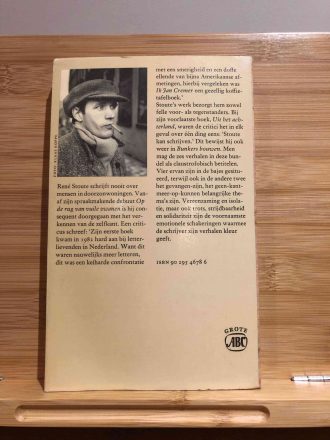 René Stoute schrijft nooit over
mensen in doorzonwoningen. Van-
af zijn spraakmakende debuut Op
de rug van vuile zwanen is hij con-
sequent doorgegaan met het ver-
kennen van de zelfkant. Een criti-
cus schreef: 'Zijn eerste boek
kwam in 1982 hard aan bij letter-
lievenden in Nederland. Want dit
waren nauwelijks meer letteren,
dit was een keiharde confrontatie
met een smerigheid en een doffe
ellende van bijna Amerikaanse af-
metingen, hierbij vergeleken was
Ik Jan Cremer een gezellig koffie-
tafelboek.'
Stoute's werk bezorgt hem zowel
felle voor- als tegenstanders. Bij
zijn voorlaatste boek, Uit het ach-
terland, waren de critici het in elk
geval over één ding eens. 'Stoute
kan schrijven.' Dit bewijst hij ook
weer in Bunkers bouwen. Men
mag de zes verhalen in deze bun-
del als claustrofobisch betitelen.
Vier ervan zijn in de bajes gesitu-
eerd, terwijl ook in de andere twee
het gevangen-zijn, het geen-kant-
meer-op-kunnen belangrijke the-
ma's zijn. Vereenzaming en isola-
tie, maar ook trots, strijdbaarheid
en solidariteit zijn de voornaamste
emotionele schakeringen waarmee
de schrijver zijn verhalen kleur
geeft.
ISBN 90 295 4678 6
GROTE
ABC